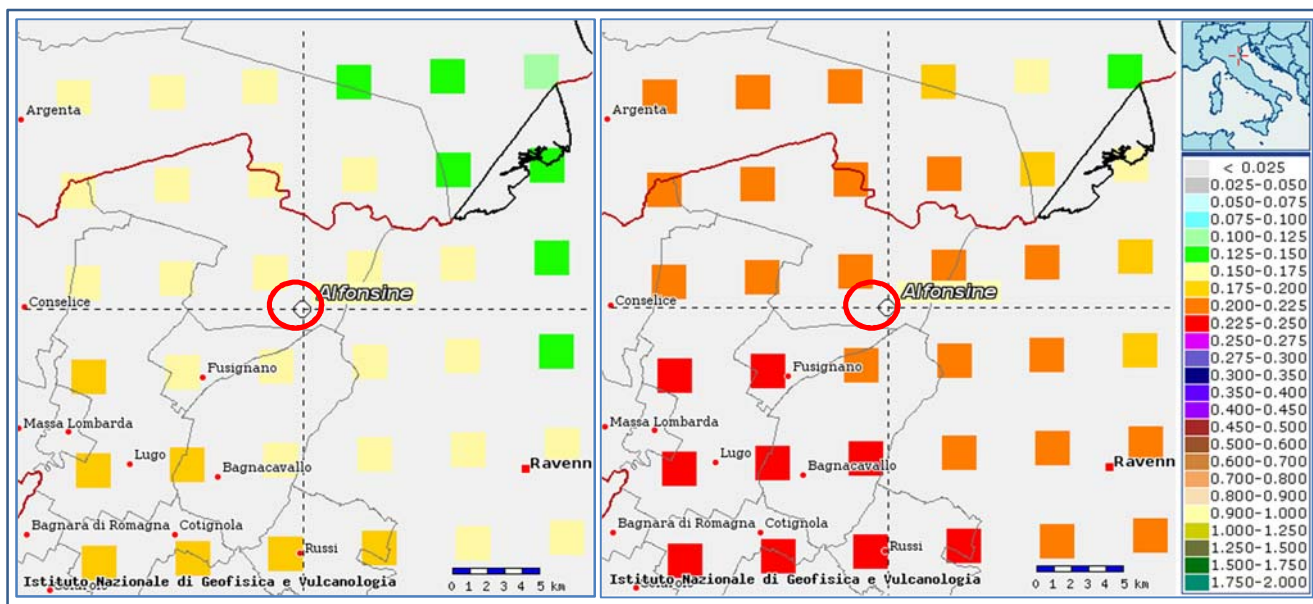 Argenta
Alfonsine
Conselice
Fusignano
Massa Lombarda
Lugo
Bagnacavallo
Ravenn
Bagnara di Romagna
Cotignola
Russi
Istituto Nazionale di Geofisica e Vulcanologia
0 1 2 3 4 5 km
Argenta
Alfonsine
Conselice
Fusignano
Massa Lombarda
Lugo
Bagnacavallo
Ravenn
Bagnara di Romagna
Cotignola
Russi
Istituto Nazionale di Geofisica e Vulcanologia
0 1 2 3 4 5 km
< 0.025
0.025-0.050
0.050-0.075
0.075-0.100
0.100-0.125
0.125-0.150
0.150-0.175
0.175-0.200
0.200-0.225
0.225-0.250
0.250-0.275
0.275-0.300
0.300-0.350
0.350-0.400
0.400-0.450
0.450-0.500
0.500-0.600
0.600-0.700
0.700-0.800
0.800-0.900
0.900-1.000
1.000-1.250
1.250-1.500
1.500-1.750
1.750-2.000